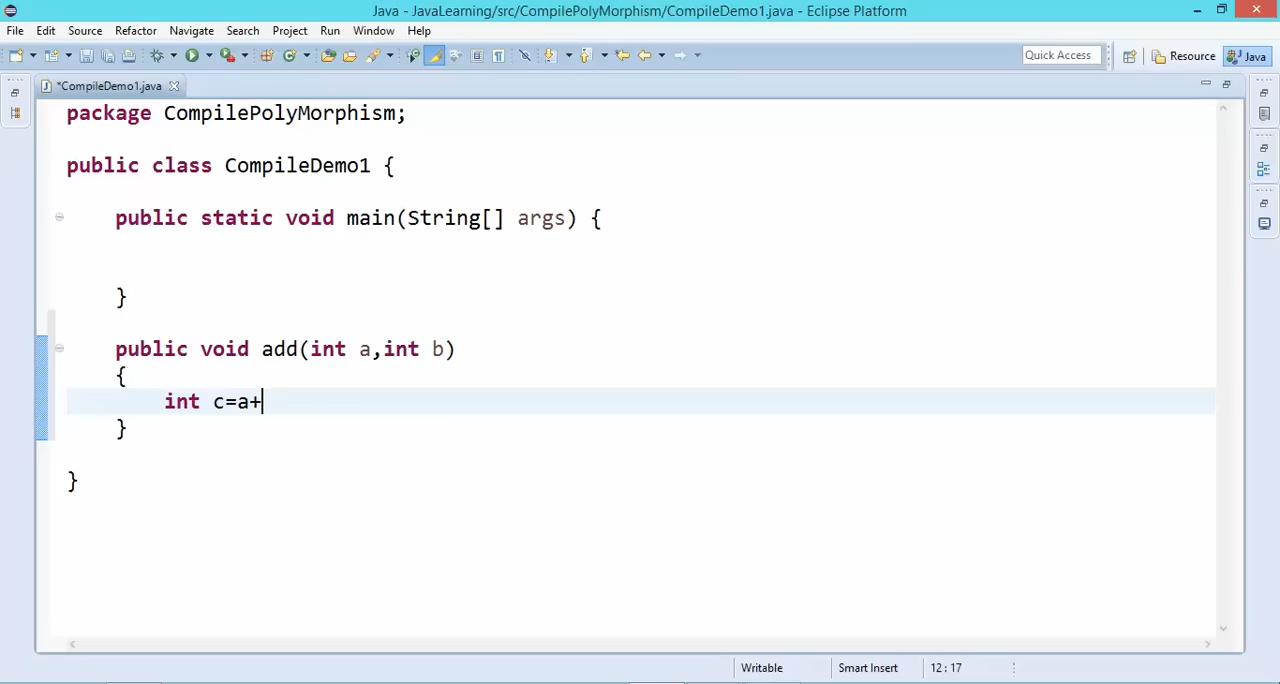 Java - JavaLearning/src/CompilePolyMorphism/CompileDemo1.java - Eclipse Platform
File Edit Source Refactor Navigate Search Project Run Window Help
Quick Access Resource Java
*CompileDemo1.java
package CompilePolyMorphism;
public class CompileDemo1 {
public static void main(String[] args) {
}
public void add(int a,int b)
{
int c=a+
}
}
Writable Smart Insert 12 : 17